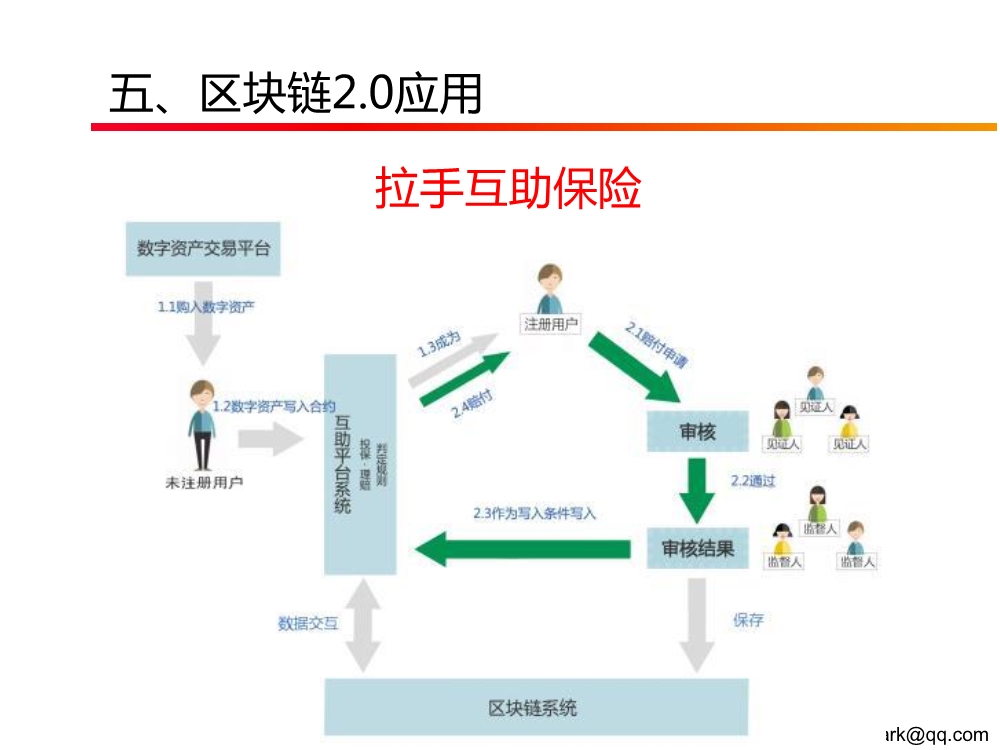 五、区块链2.0应用
拉手互助保险
数字资产交易平台
1.1购入数字资产
注册用户
1.3成为
2.1赔付申请
2.4赔付
1.2数字资产写入合约
未注册用户
互助平台系统
投保·理赔
判定规则
审核
见证人
见证人
见证人
2.2通过
2.3作为写入条件写入
审核结果
监督人
监督人
监督人
数据交互
保存
区块链系统
ark@qq.com